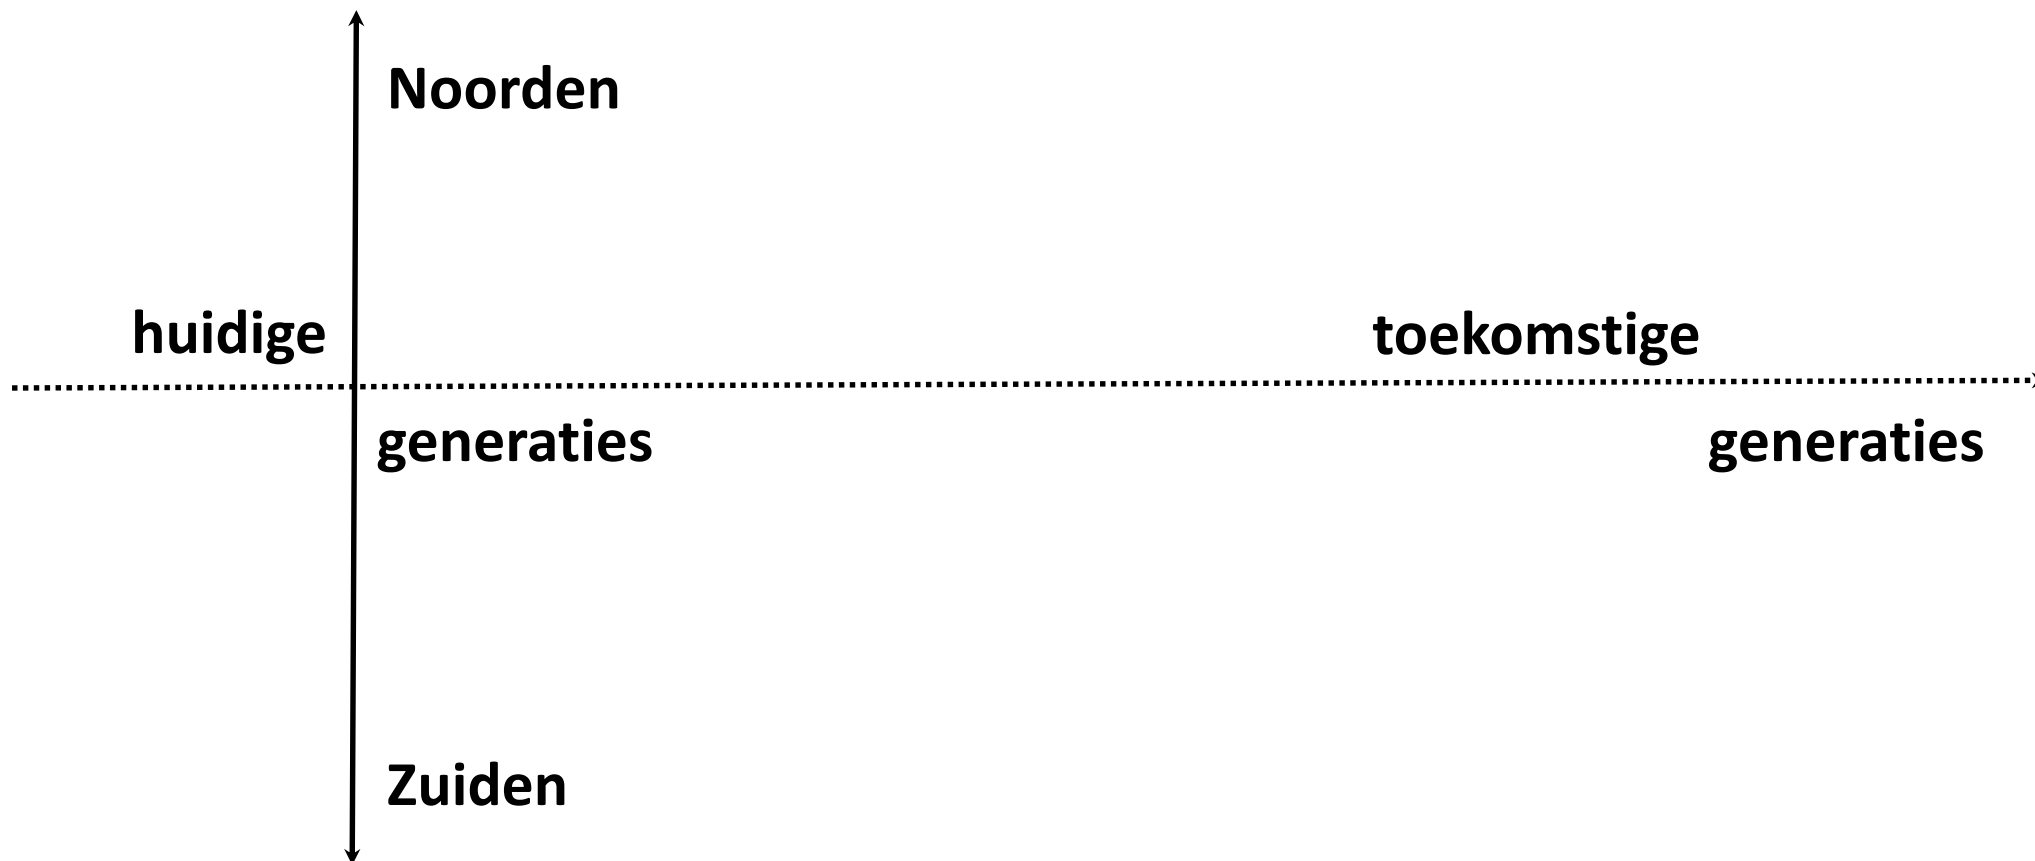 Noorden
huidige
toekomstige
generaties
generaties
Zuiden